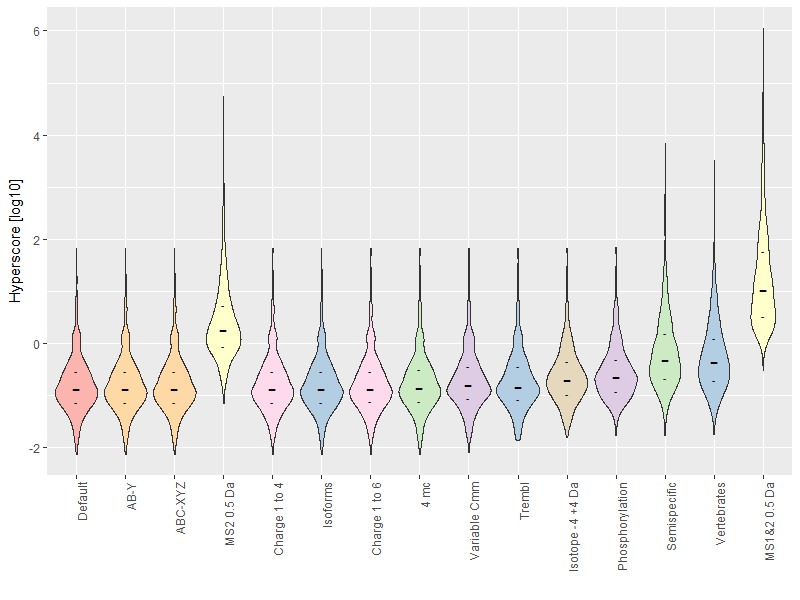 Hyperscore [log10]
6
4
2
0
-2
Default
AB-Y
ABC-XYZ
MS2 0.5 Da
Charge 1 to 4
Isoforms
Charge 1 to 6
4 mc
Variable Cmm
Trembl
Isotope -4 +4 Da
Phosphorylation
Semispecific
Vertebrates
MS1&2 0.5 Da